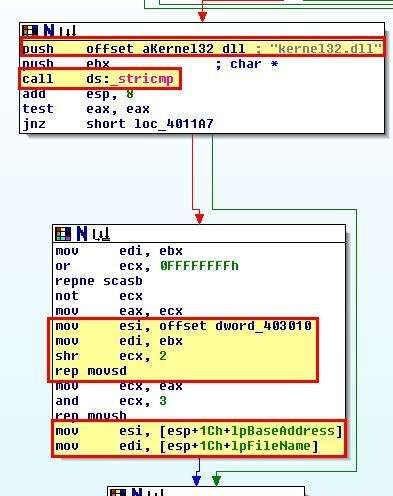 push    offset aKernel32_dll ; "kernel32.dll"
push    ebx             ; char *
call    ds:_stricmp
add     esp, 8
test    eax, eax
jnz     short loc_4011A7
mov     edi, ebx
or      ecx, 0FFFFFFFFh
repne scasb
not     ecx
mov     eax, ecx
mov     esi, offset dword_403010
mov     edi, ebx
shr     ecx, 2
rep movsd
mov     ecx, eax
and     ecx, 3
rep movsb
mov     esi, [esp+1Ch+lpBaseAddress]
mov     edi, [esp+1Ch+lpFileName]